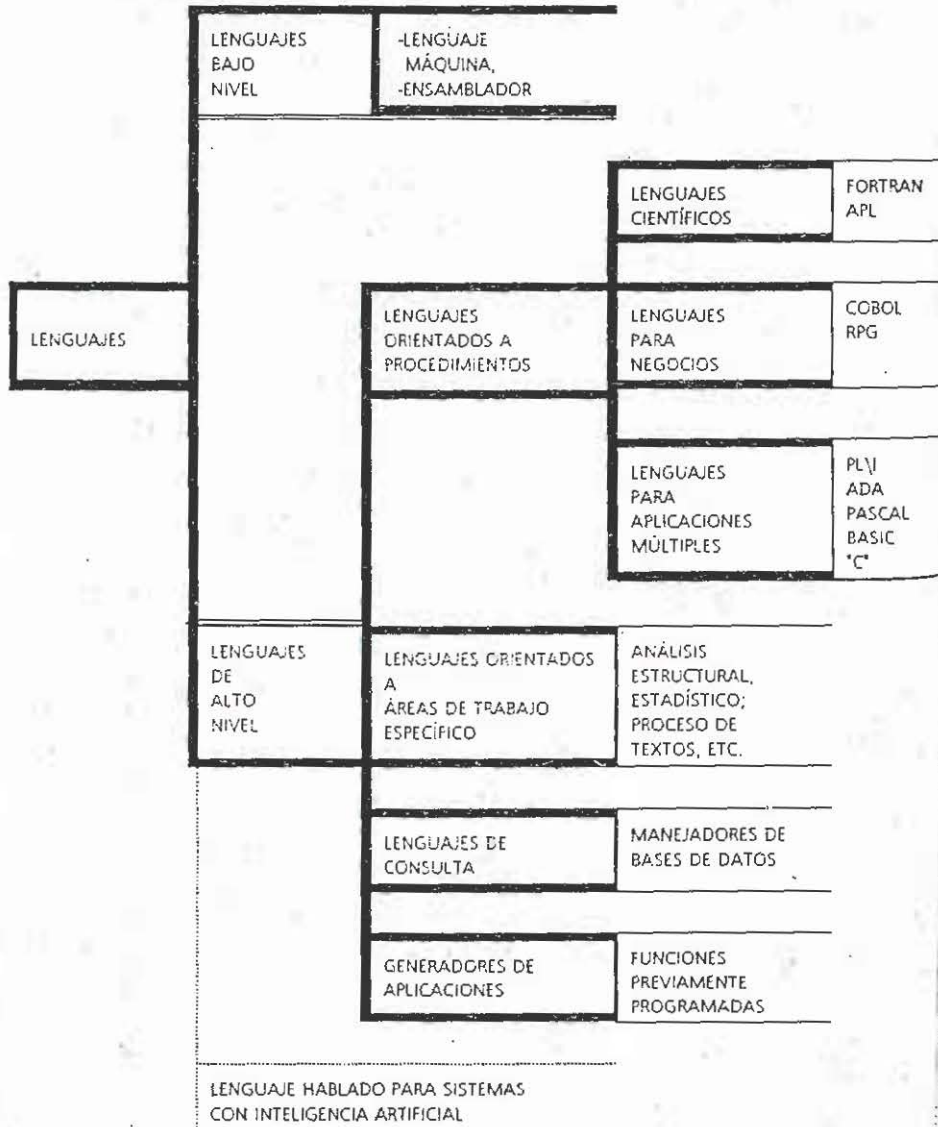 LENGUAJES
BAJO
NIVEL
-LENGUAJE
MÁQUINA,
-ENSAMBLADOR
LENGUAJES
CIENTÍFICOS
FORTRAN
APL
LENGUAJES
LENGUAJES
ORIENTADOS A
PROCEDIMIENTOS
LENGUAJES
PARA
NEGOCIOS
COBOL
RPG
LENGUAJES
PARA
APLICACIONES
MÚLTIPLES
PL\I
ADA
PASCAL
BASIC
"C"
LENGUAJES
DE
ALTO
NIVEL
LENGUAJES ORIENTADOS
A
ÁREAS DE TRABAJO
ESPECÍFICO
ANÁLISIS
ESTRUCTURAL,
ESTADÍSTICO;
PROCESO DE
TEXTOS, ETC.
LENGUAJES DE
CONSULTA
MANEJADORES DE
BASES DE DATOS
GENERADORES DE
APLICACIONES
FUNCIONES
PREVIAMENTE
PROGRAMADAS
LENGUAJE HABLADO PARA SISTEMAS
CON INTELIGENCIA ARTIFICIAL